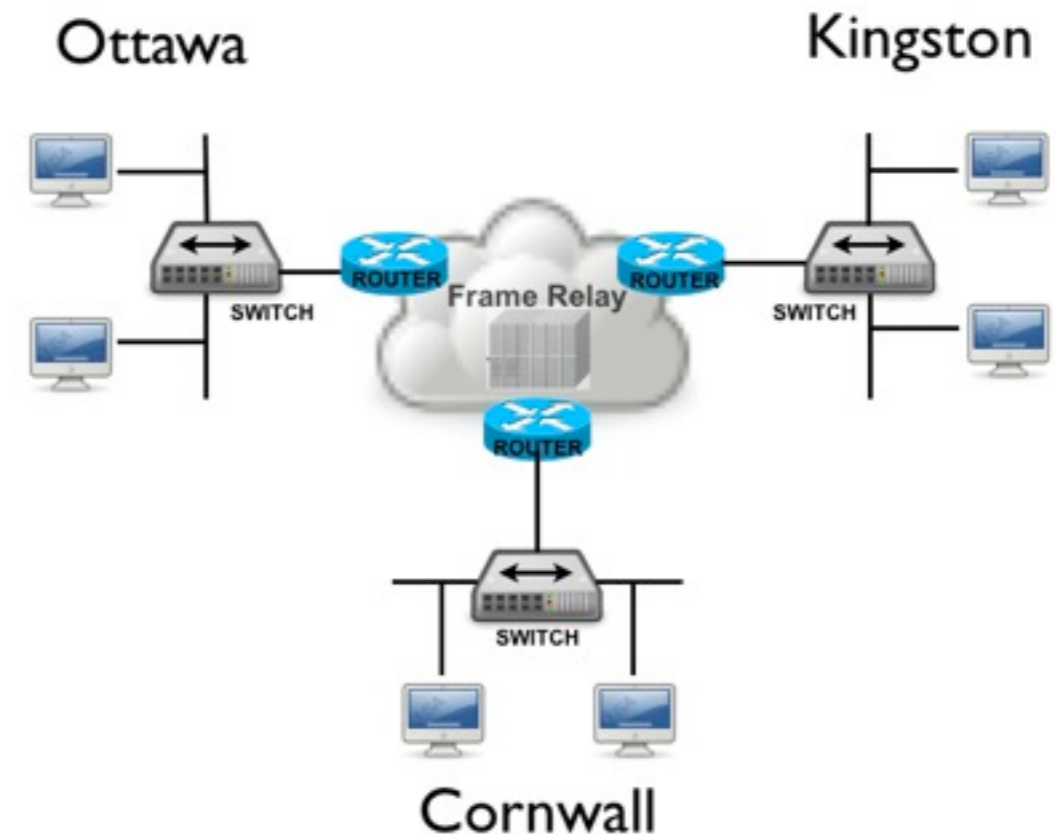 Ottawa
Kingston
ROUTER
ROUTER
Frame Relay
SWITCH
SWITCH
ROUTER
SWITCH
Cornwall